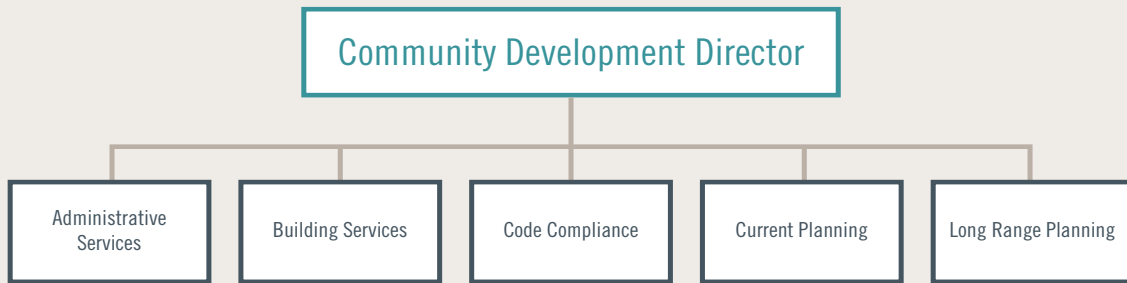 Community Development Director
Administrative
Services
Building Services
Code Compliance
Current Planning
Long Range Planning